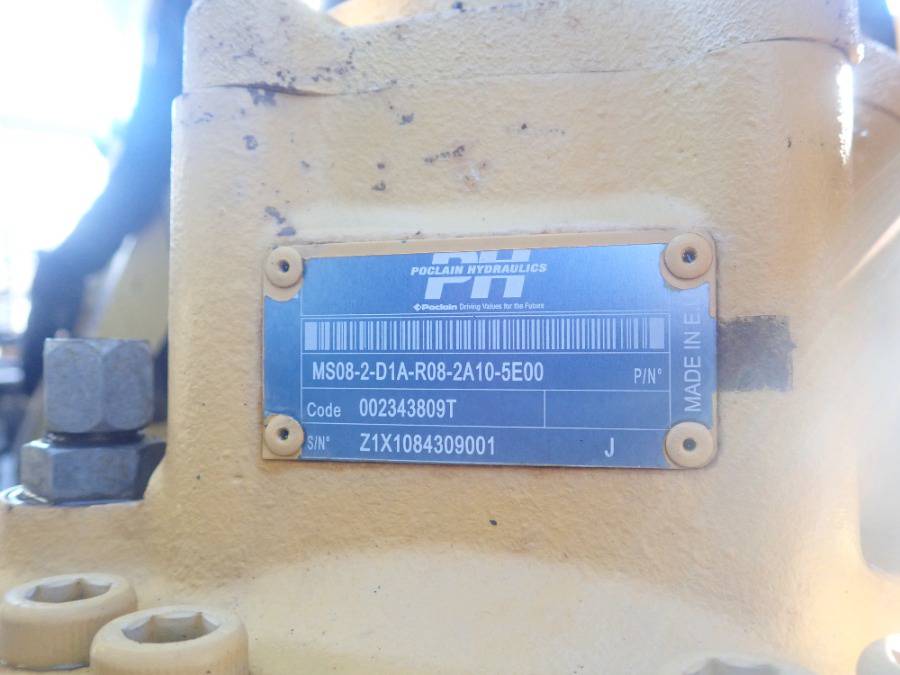 PH
POCLAIN HYDRAULICS
Poclain Driving Values for the Future
MS08-2-D1A-R08-2A10-5E00 P/N°
Code 002343809T
S/N° Z1X1084309001 J
MADE IN E.U